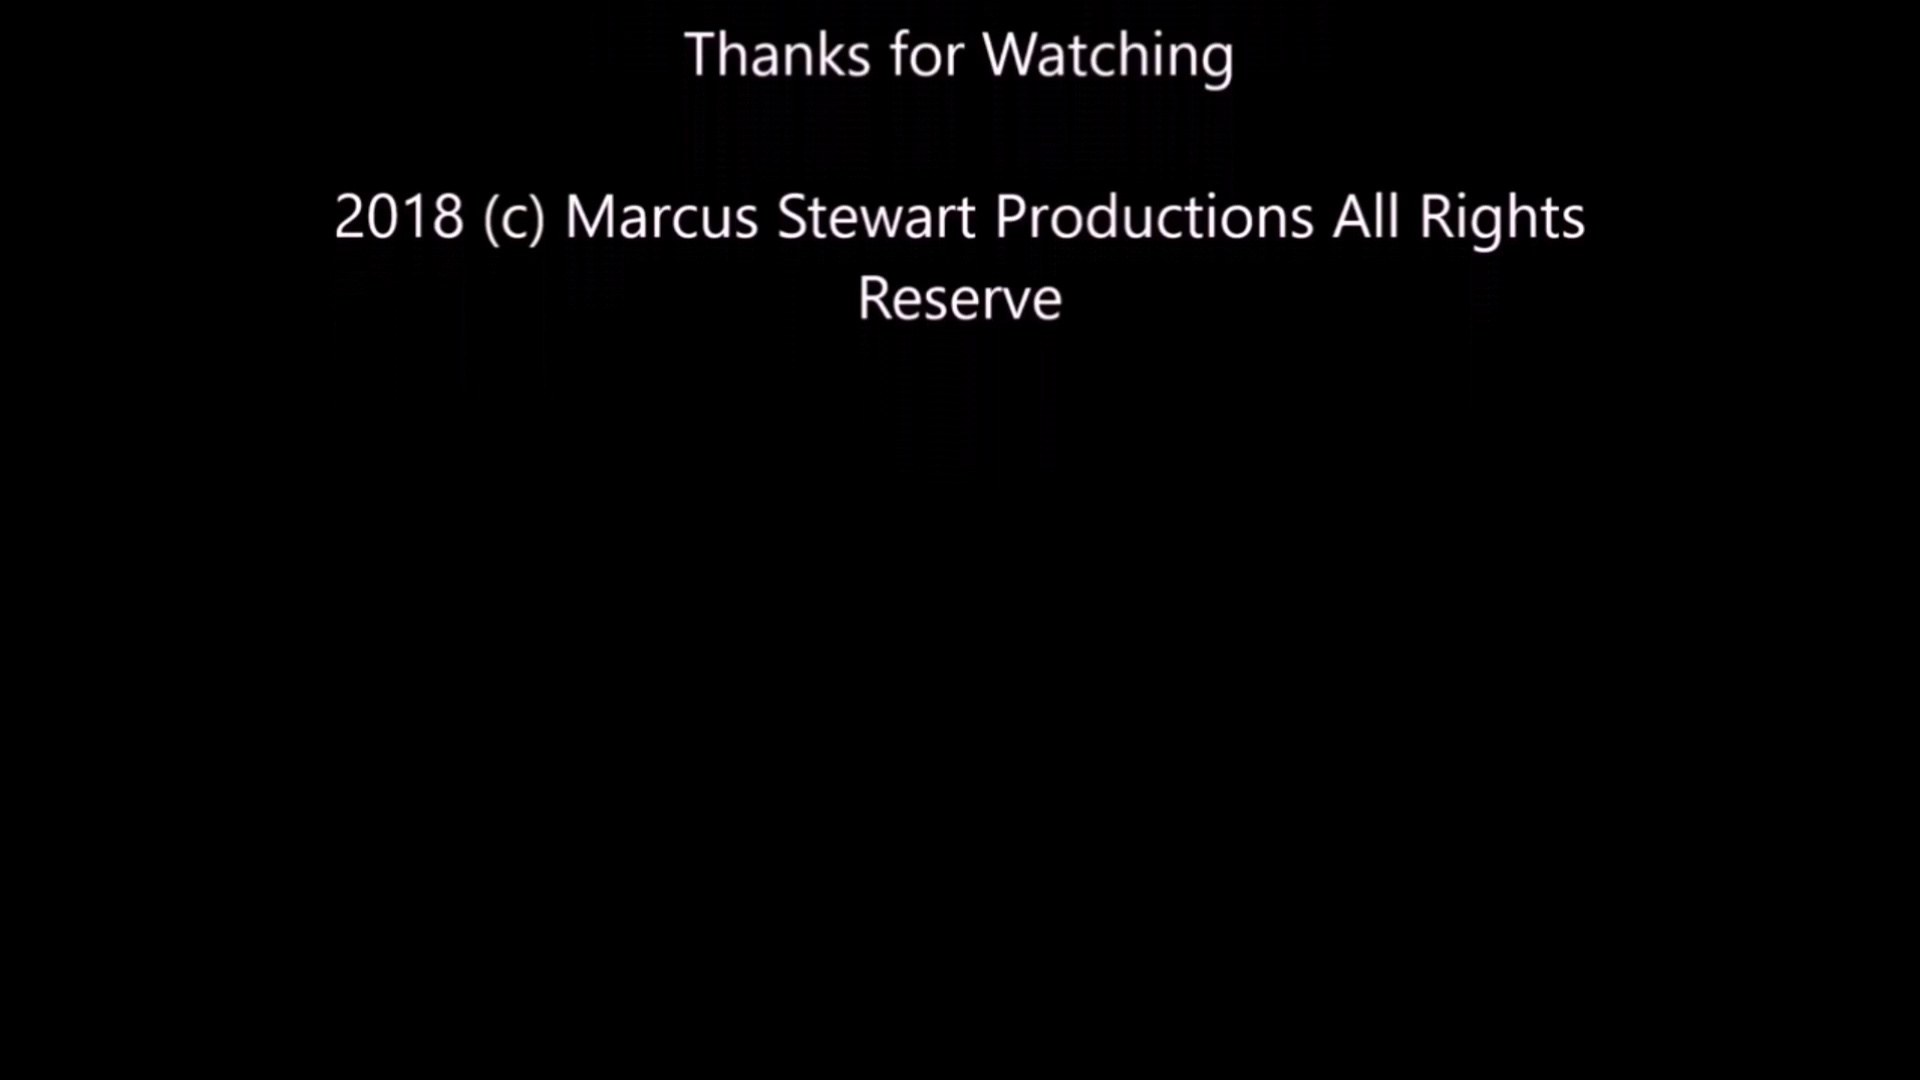 Thanks for Watching
2018 (c) Marcus Stewart Productions All Rights
Reserve